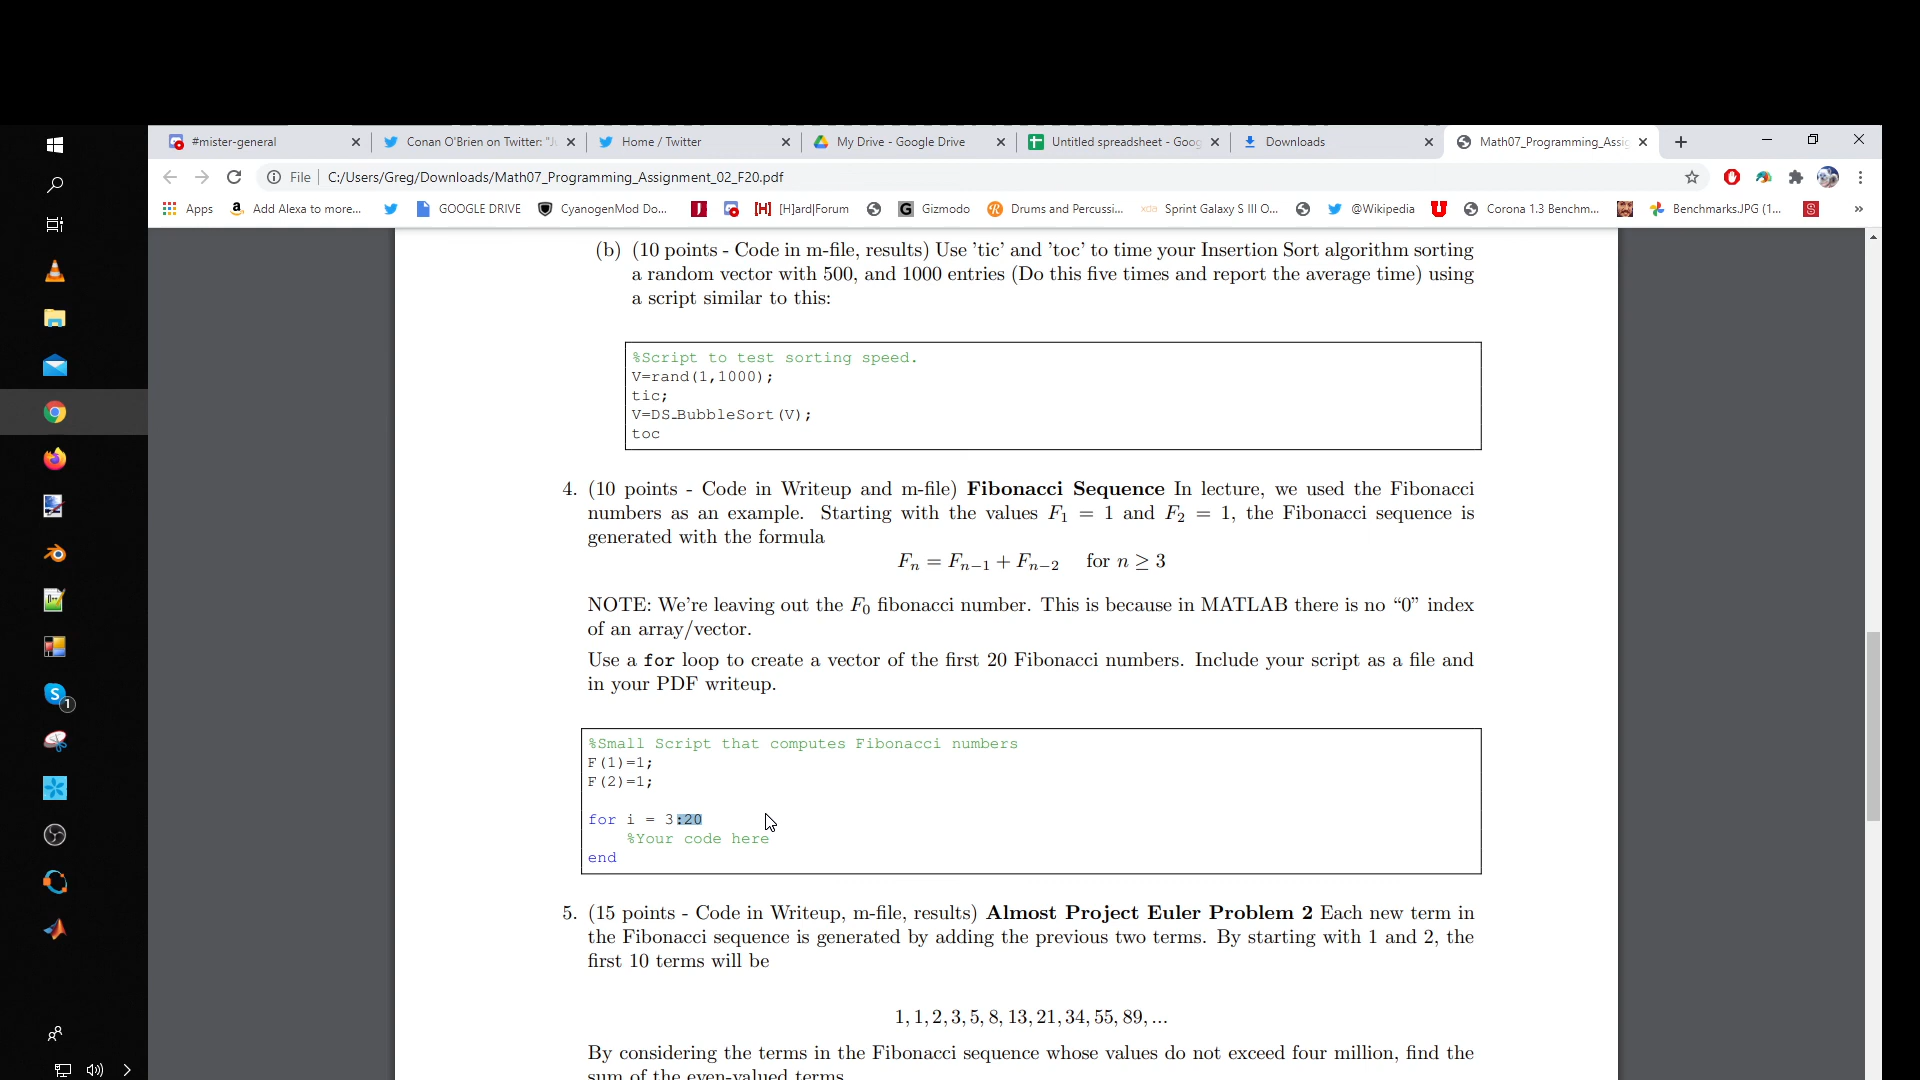 #mister-general
Conan O'Brien on Twitter: "Ju
Home / Twitter
My Drive - Google Drive
Untitled spreadsheet - Goog
Downloads
Math07_Programming_Assig
File
C:/Users/Greg/Downloads/Math07_Programming_Assignment_02_F20.pdf
Apps
Add Alexa to more...
GOOGLE DRIVE
CyanogenMod Do...
[H]ard|Forum
Gizmodo
Drums and Percussi...
Sprint Galaxy S III O...
@Wikipedia
Corona 1.3 Benchm...
Benchmarks.JPG (1...
»
(b) (10 points - Code in m-file, results) Use 'tic' and 'toc' to time your Insertion Sort algorithm sorting
a random vector with 500, and 1000 entries (Do this five times and report the average time) using
a script similar to this:
%Script to test sorting speed.
V=rand(1,1000);
tic;
V=DS_BubbleSort(V);
toc
4. (10 points - Code in Writeup and m-file) Fibonacci Sequence In lecture, we used the Fibonacci
numbers as an example. Starting with the values F₁ = 1 and F₂ = 1, the Fibonacci sequence is
generated with the formula
Fₙ = Fₙ₋₁ + Fₙ₋₂ for n ≥ 3
NOTE: We're leaving out the F₀ fibonacci number. This is because in MATLAB there is no “0” index
of an array/vector.
Use a for loop to create a vector of the first 20 Fibonacci numbers. Include your script as a file and
in your PDF writeup.
%Small Script that computes Fibonacci numbers
F(1)=1;
F(2)=1;
for i = 3:20
%Your code here
end
5. (15 points - Code in Writeup, m-file, results) Almost Project Euler Problem 2 Each new term in
the Fibonacci sequence is generated by adding the previous two terms. By starting with 1 and 2, the
first 10 terms will be
1, 1, 2, 3, 5, 8, 13, 21, 34, 55, 89, ...
By considering the terms in the Fibonacci sequence whose values do not exceed four million, find the
sum of the even-valued terms.